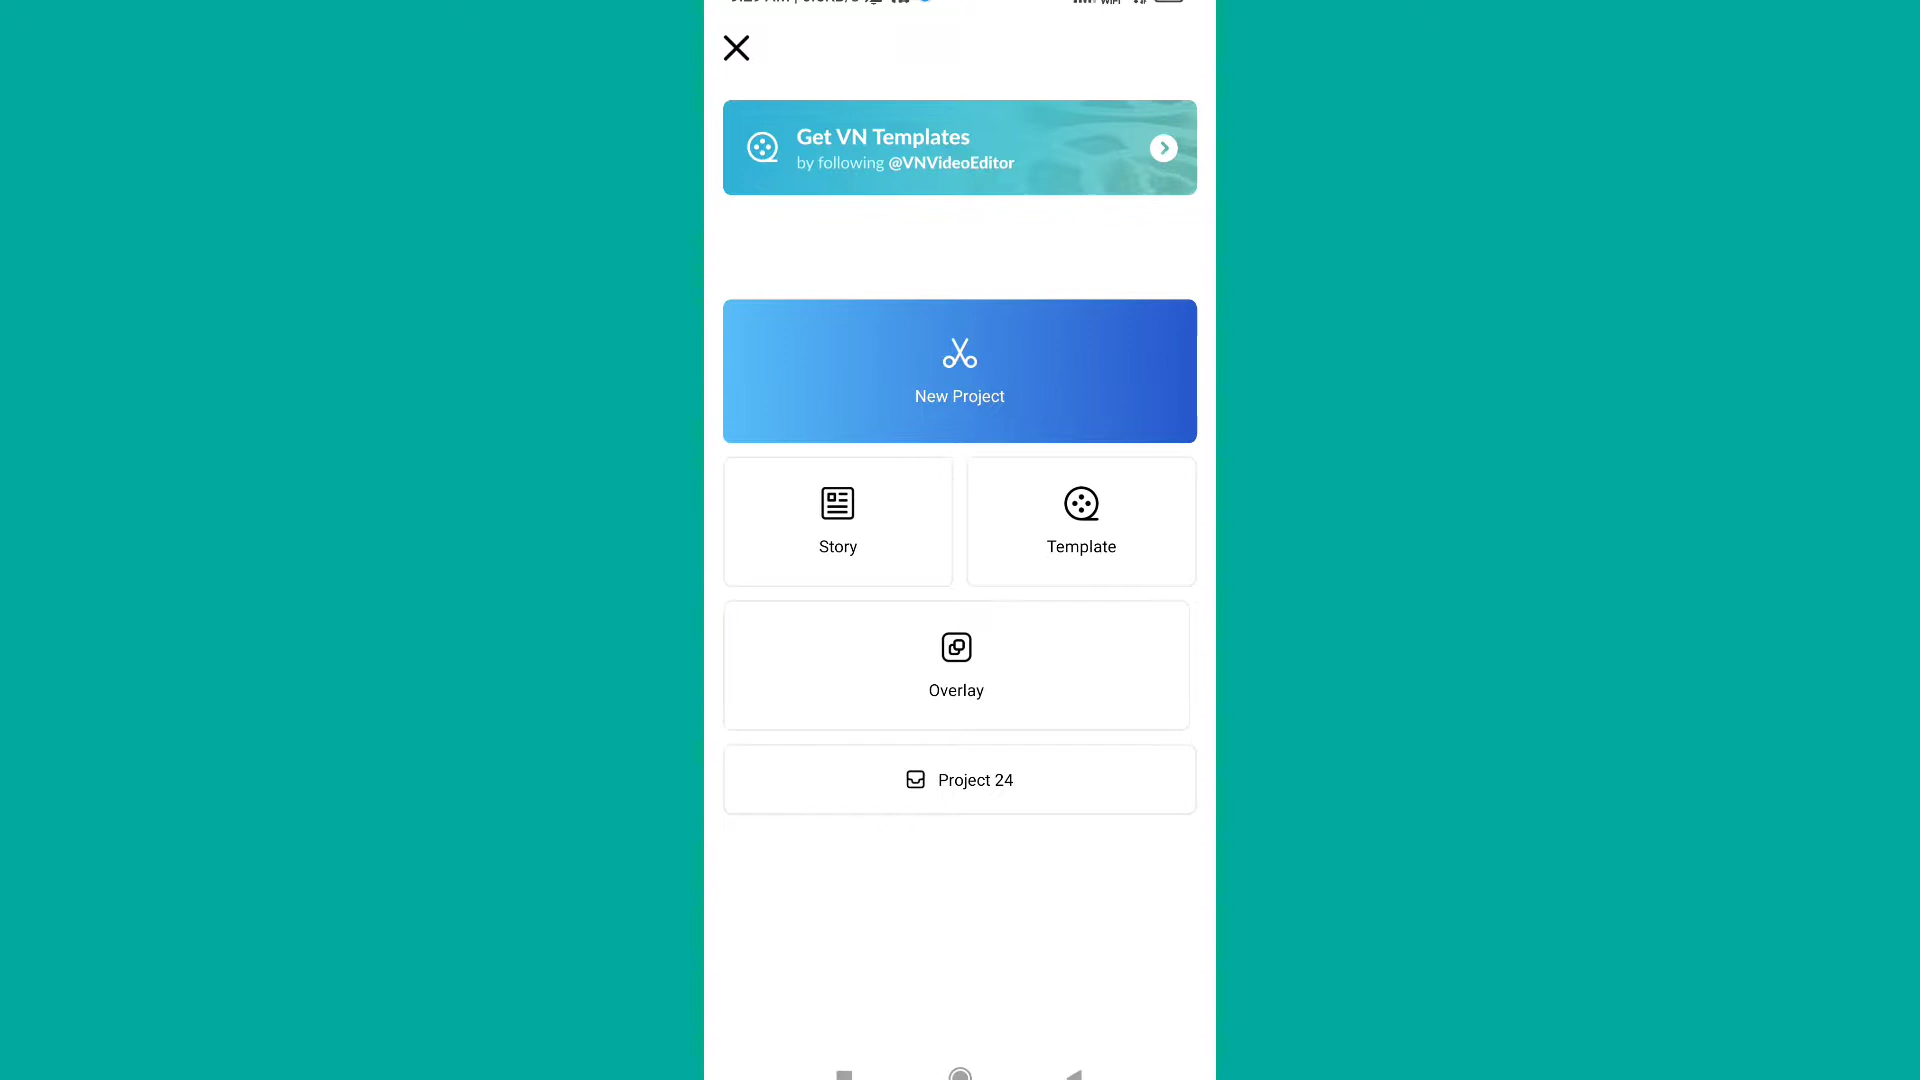 Get VN Templates
by following @VNVideoEditor
New Project
Story
Template
Overlay
Project 24